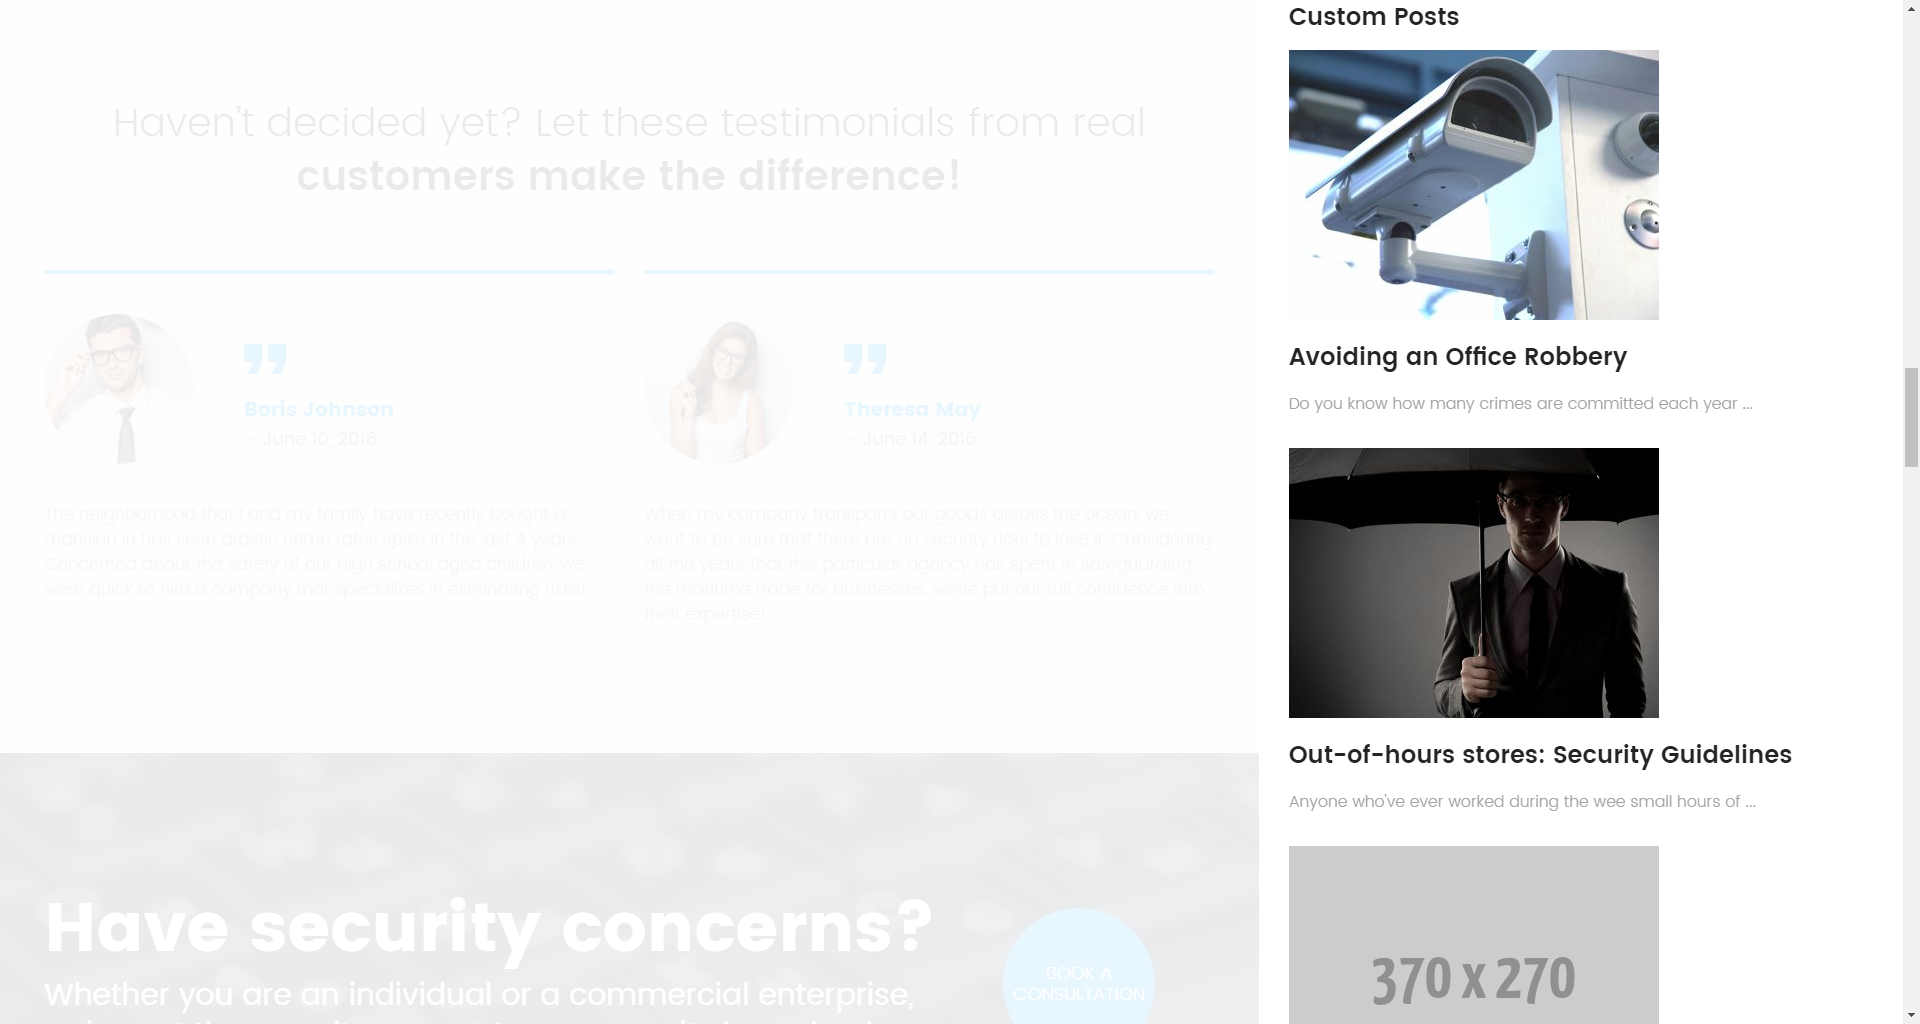 Haven't decided yet? Let these testimonials from real
customers make the difference!
Boris Johnson
— June 10, 2016
The neighborhood that I and my family have recently bought a
mansion in has seen drastic crime rates spike in the last 4 years.
Concerned about the safety of our high school aged children, we
were quick to hire a company that specializes in eliminating risks!
Theresa May
— June 14, 2016
When my company transports our goods across the ocean, we
want to be sure that there are no security risks to lose it. Considering
all the years that this particular agency has spent in safeguarding
the maritime trade for businesses, we've put our full confidence into
their expertise!
Have security concerns?
Whether you are an individual or a commercial enterprise,
BOOK A
CONSULTATION
Custom Posts
Avoiding an Office Robbery
Do you know how many crimes are committed each year ...
Out-of-hours stores: Security Guidelines
Anyone who've ever worked during the wee small hours of ...
370 x 270